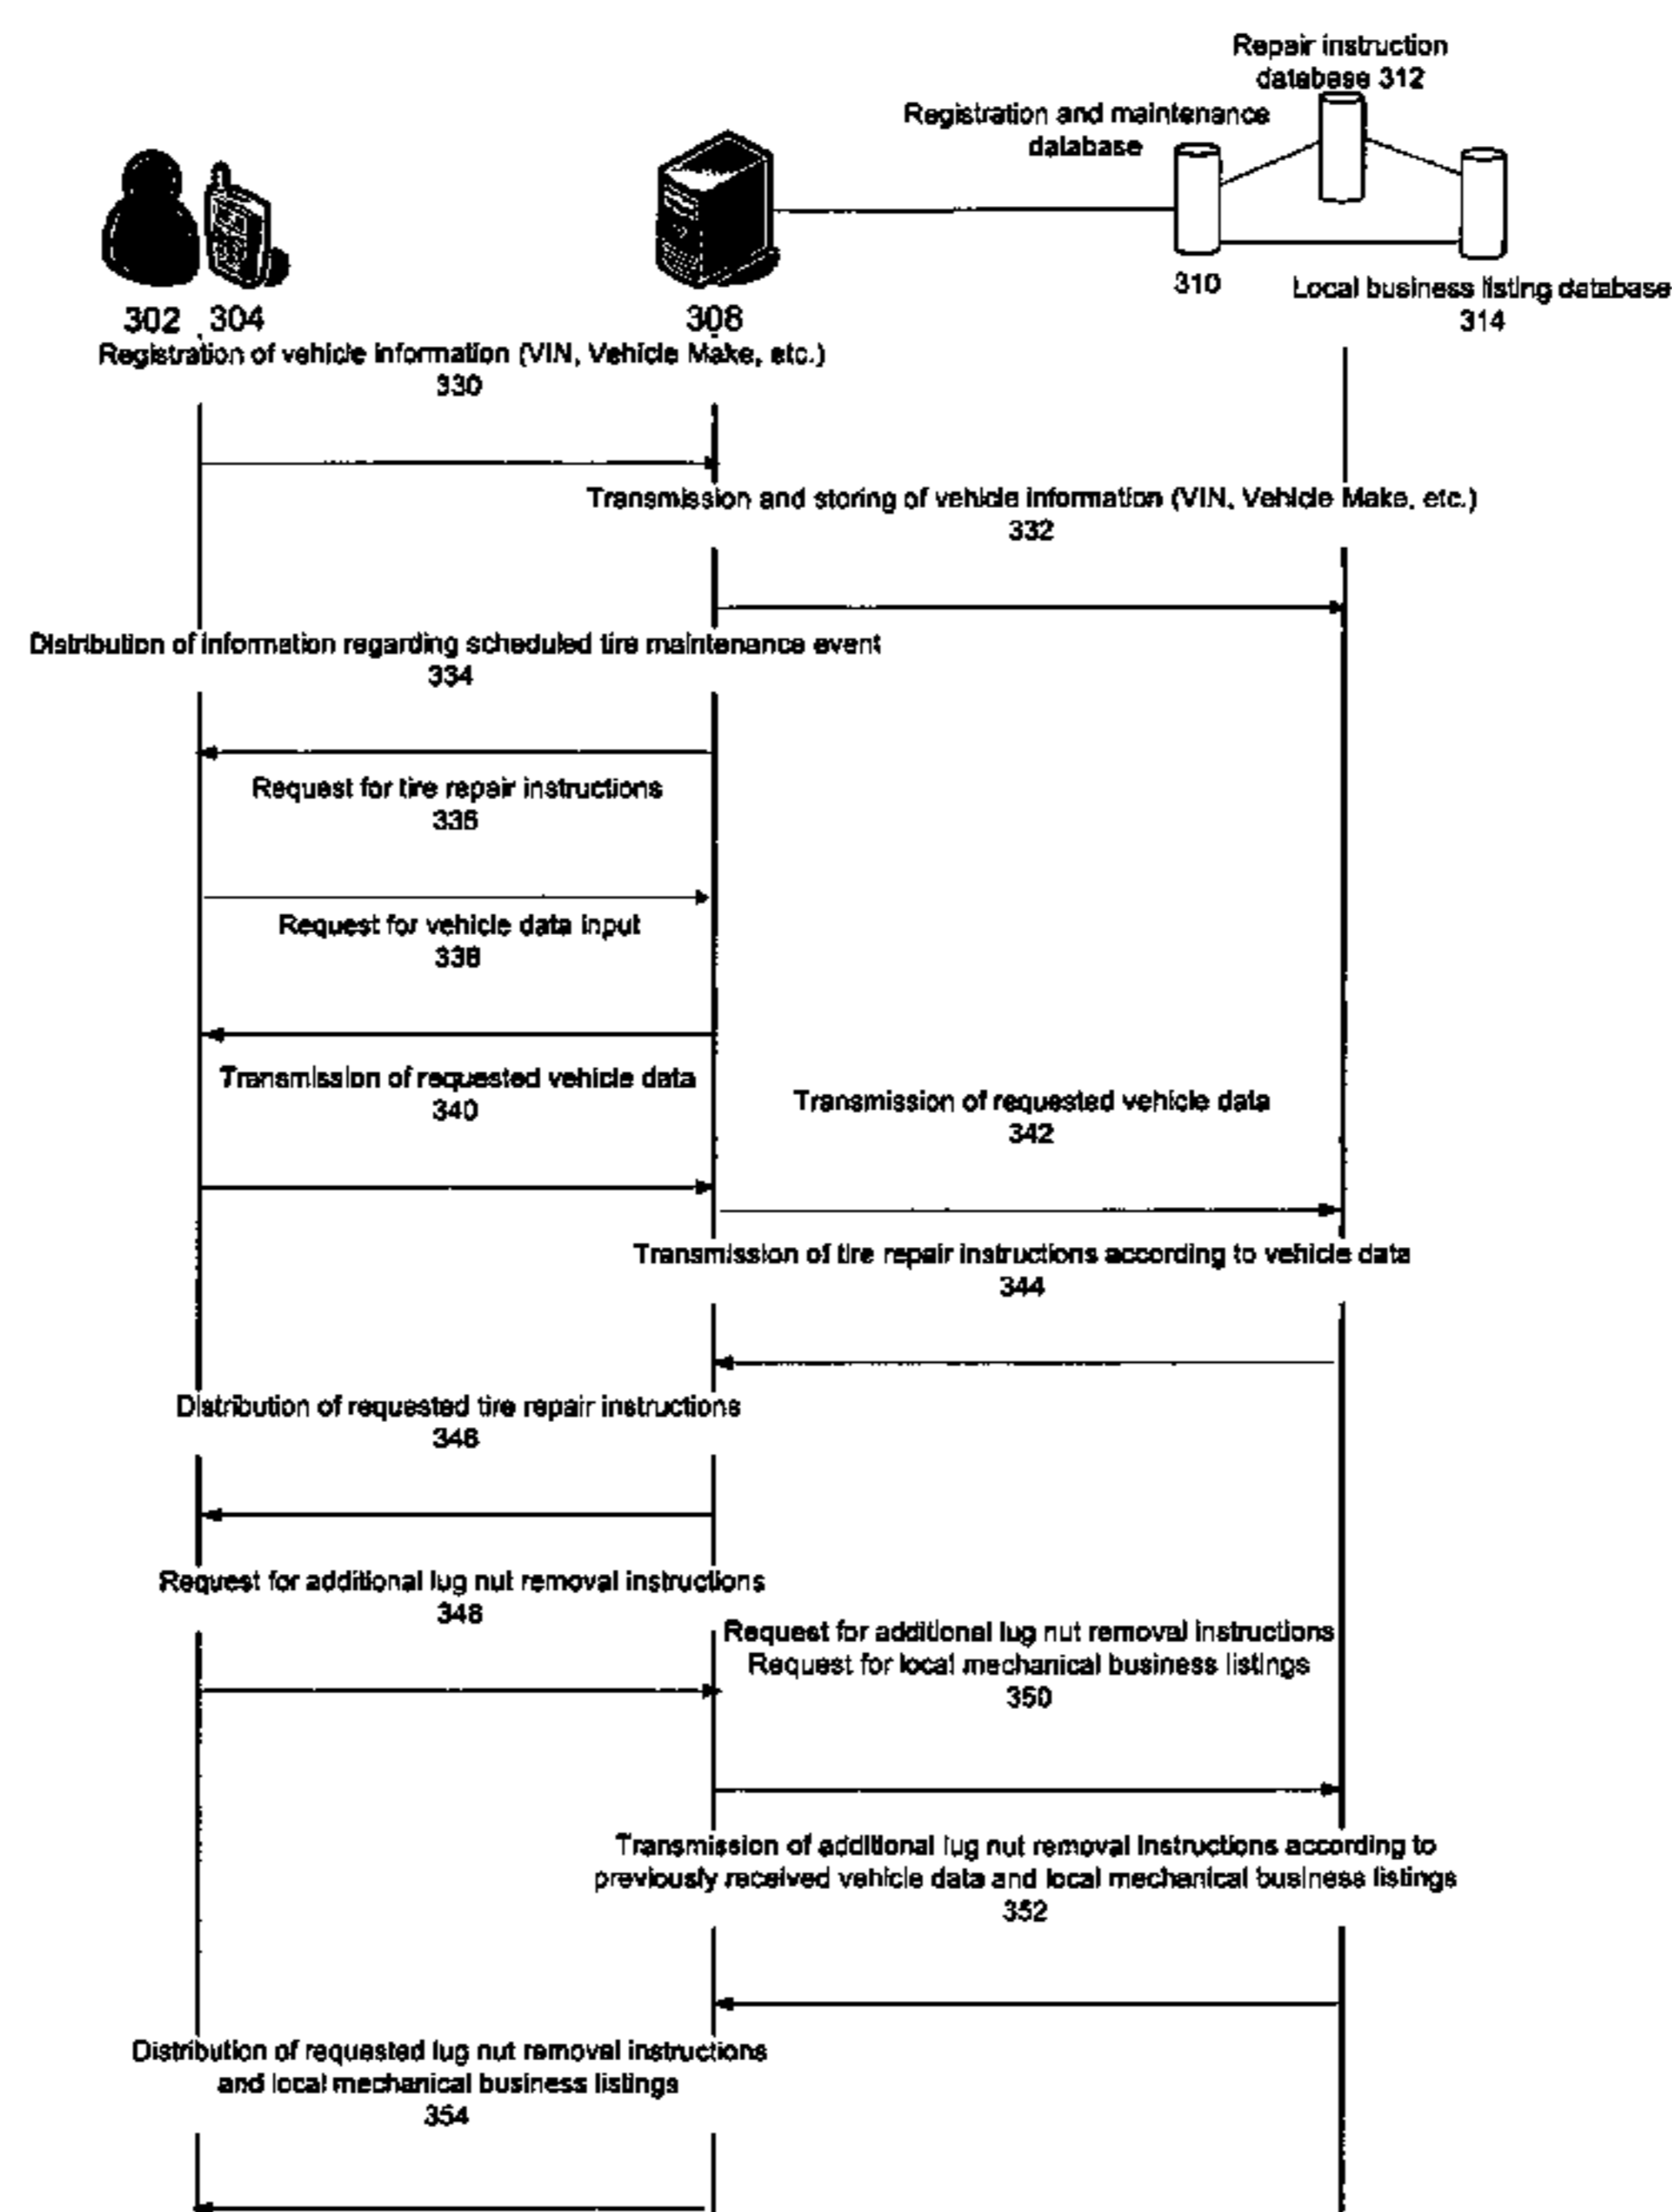 Repair instruction
database 312
Registration and maintenance
database
310
Local business listing database
314
302 304
308
Registration of vehicle information (VIN, Vehicle Make, etc.)
330
Transmission and storing of vehicle information (VIN, Vehicle Make, etc.)
332
Distribution of information regarding scheduled tire maintenance event
334
Request for tire repair instructions
336
Request for vehicle data input
338
Transmission of requested vehicle data
340
Transmission of requested vehicle data
342
Transmission of tire repair instructions according to vehicle data
344
Distribution of requested tire repair instructions
346
Request for additional lug nut removal instructions
348
Request for additional lug nut removal instructions
Request for local mechanical business listings
350
Transmission of additional lug nut removal instructions according to
previously received vehicle data and local mechanical business listings
352
Distribution of requested lug nut removal instructions
and local mechanical business listings
354